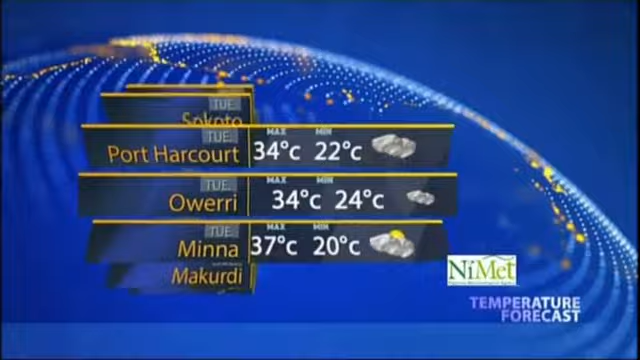 TUE.
Sokoto
TUE. MAX MIN
Port Harcourt 34°c 22°c
TUE. MAX MIN
Owerri 34°c 24°c
TUE. MAX MIN
Minna 37°c 20°c
Makurdi
NiMet
TEMPERATURE
FORECAST